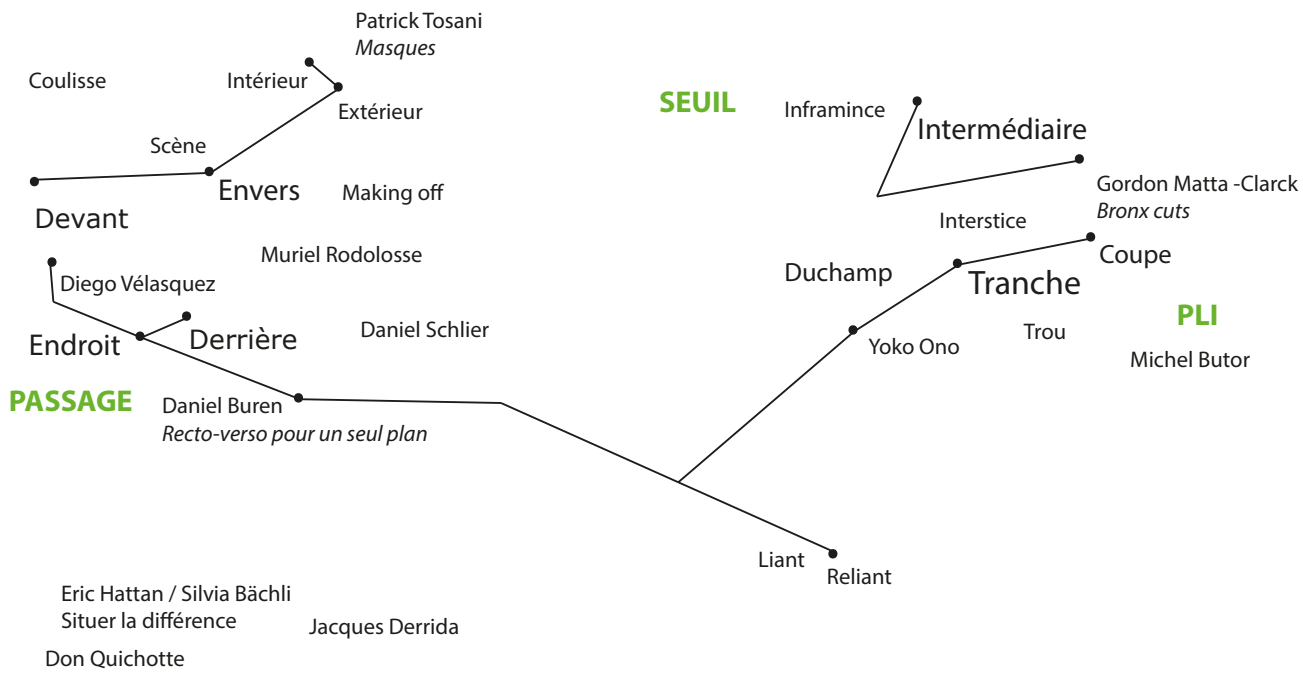 Patrick Tosani
Masques
Coulisse
Intérieur
Extérieur
Scène
Envers
Making off
Devant
Muriel Rodolosse
Diego Vélasquez
Endroit
Derrière
Daniel Schlier
PASSAGE
Daniel Buren
Recto-verso pour un seul plan
SEUIL
Inframince
Intermédiaire
Gordon Matta -Clarck
Bronx cuts
Interstice
Coupe
Duchamp
Tranche
PLI
Trou
Yoko Ono
Michel Butor
Liant
Reliant
Eric Hattan / Silvia Bächli
Situer la différence
Jacques Derrida
Don Quichotte